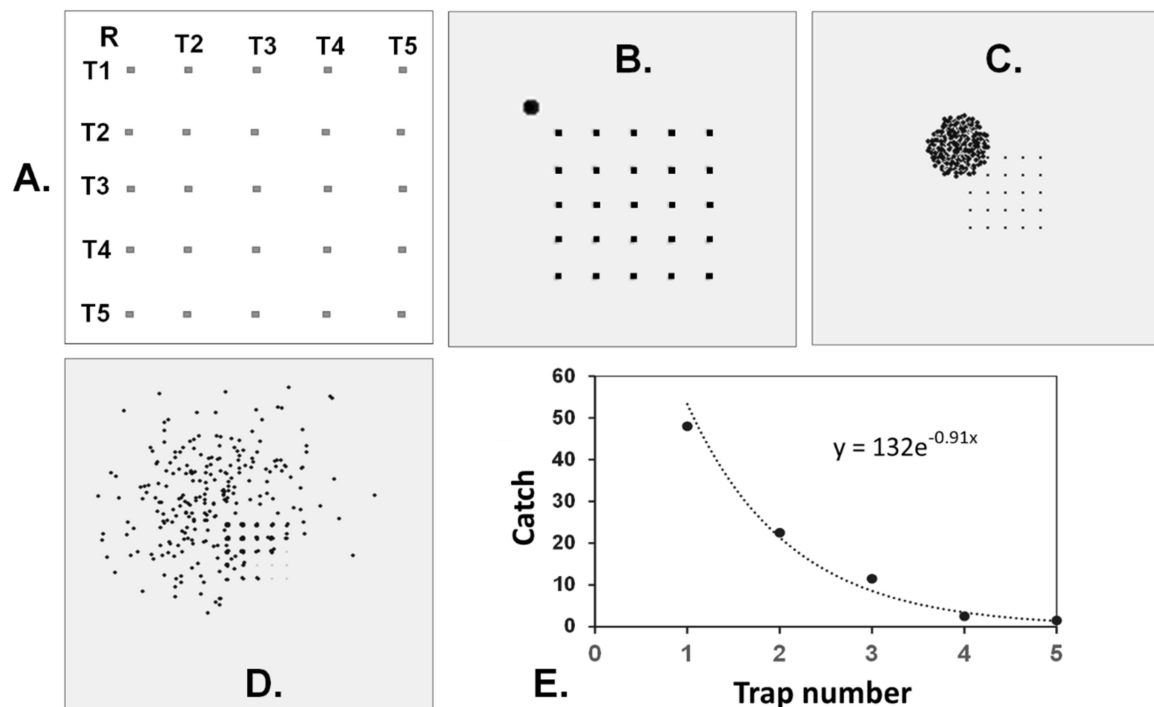 R T2 T3 T4 T5
T1
T2
T3
T4
T5
A.
B.
C.
D.
60
50
40
30
20
10
0
Catch
y = 132e^-0.91x
0 1 2 3 4 5
Trap number
E.